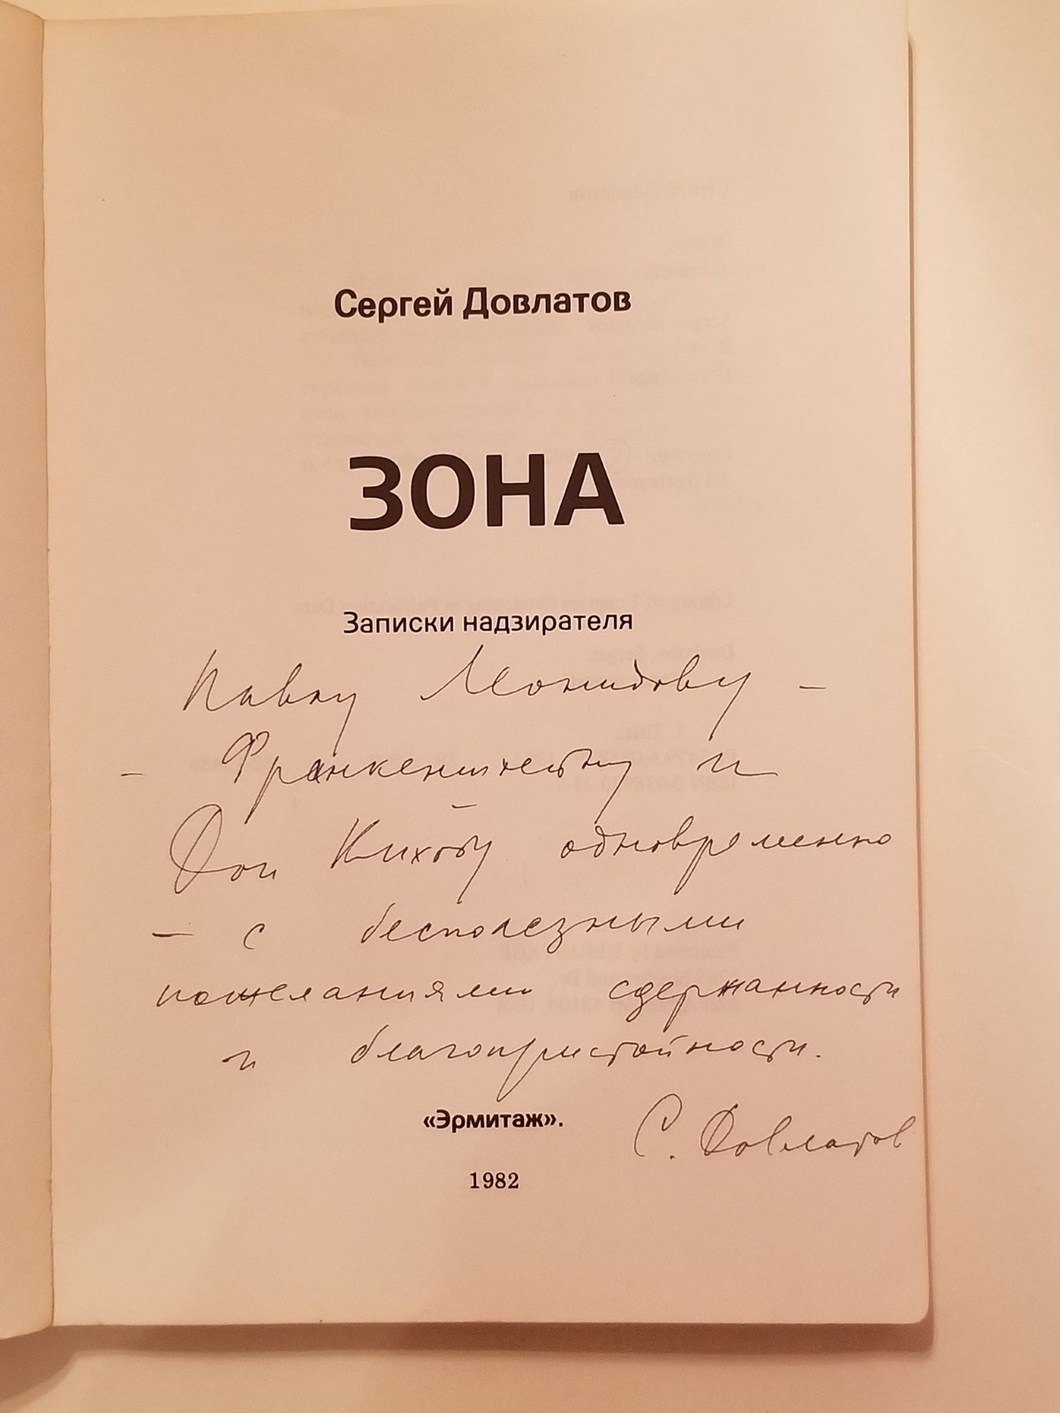 Сергей Довлатов
ЗОНА
Записки надзирателя
Павлу Леонидову –
– Франкенштейну и
Дон Кихоту одновременно
– с бесполезными
пожеланиями сдержанности
и благопристойности.
С. Довлатов
«Эрмитаж».
1982